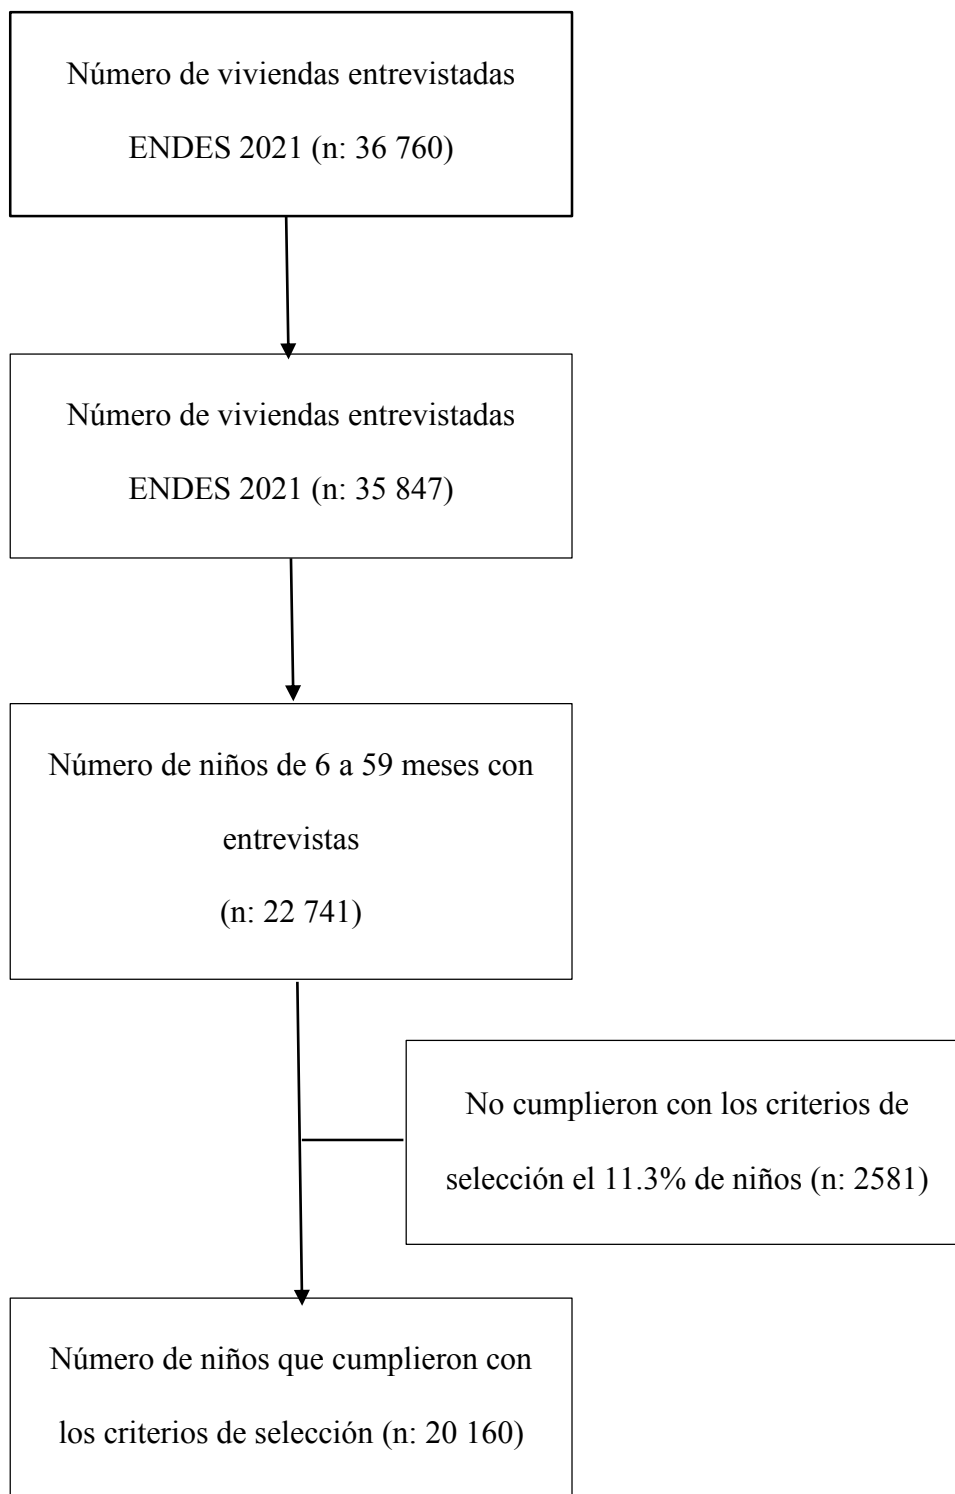 Número de viviendas entrevistadas
ENDES 2021 (n: 36 760)
Número de viviendas entrevistadas
ENDES 2021 (n: 35 847)
Número de niños de 6 a 59 meses con
entrevistas
(n: 22 741)
No cumplieron con los criterios de
selección el 11.3% de niños (n: 2581)
Número de niños que cumplieron con
los criterios de selección (n: 20 160)